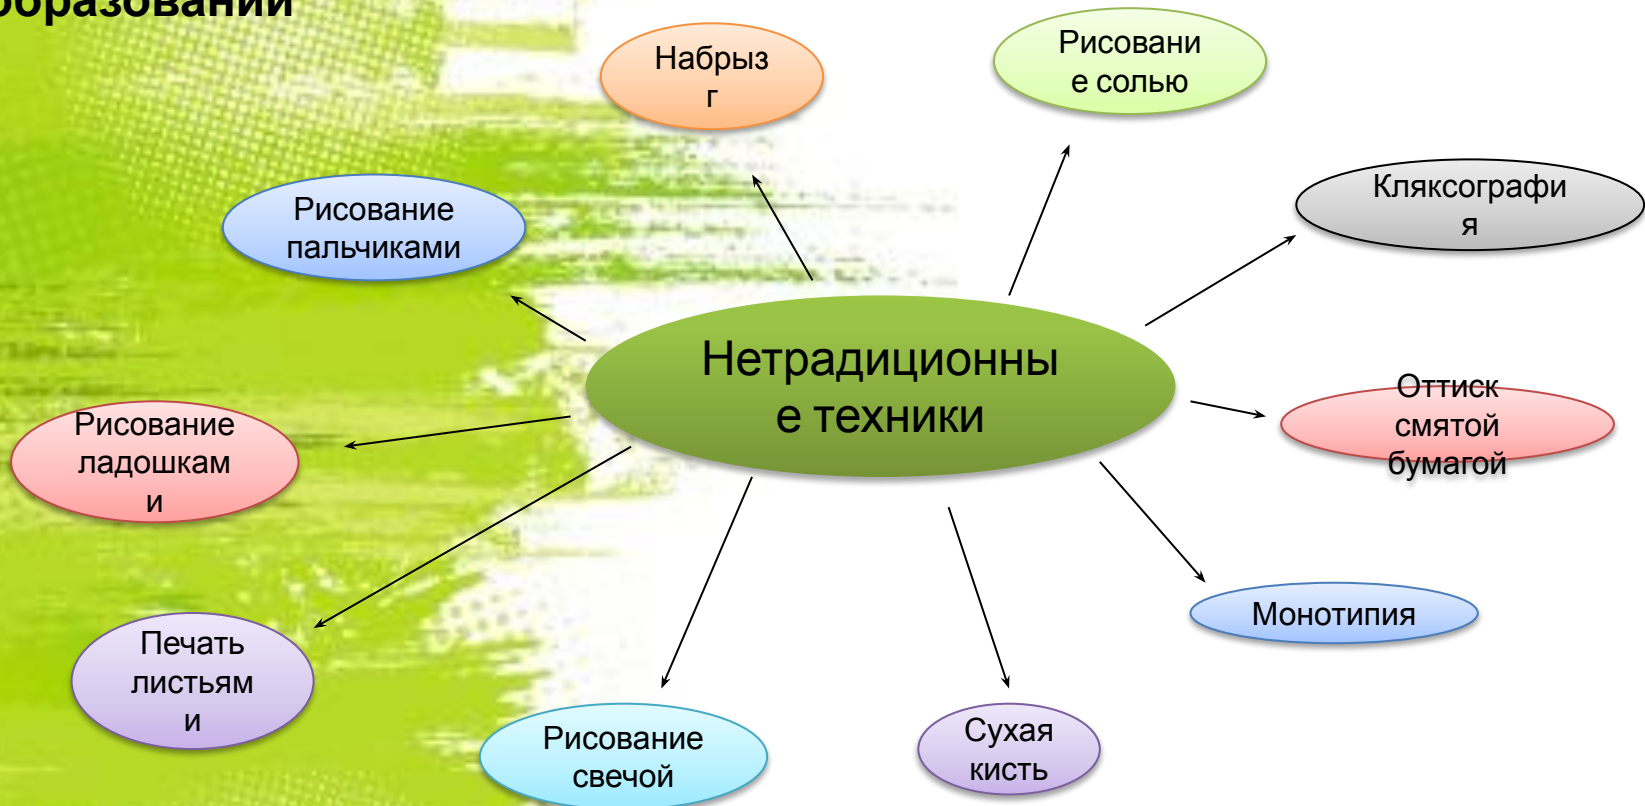 образовании
Набрыз
г
Рисовани
е солью
Кляксографи
я
Рисование
пальчиками
Нетрадиционны
е техники
Оттиск
смятой
бумагой
Рисование
ладошкам
и
Монотипия
Печать
листьям
и
Рисование
свечой
Сухая
кисть